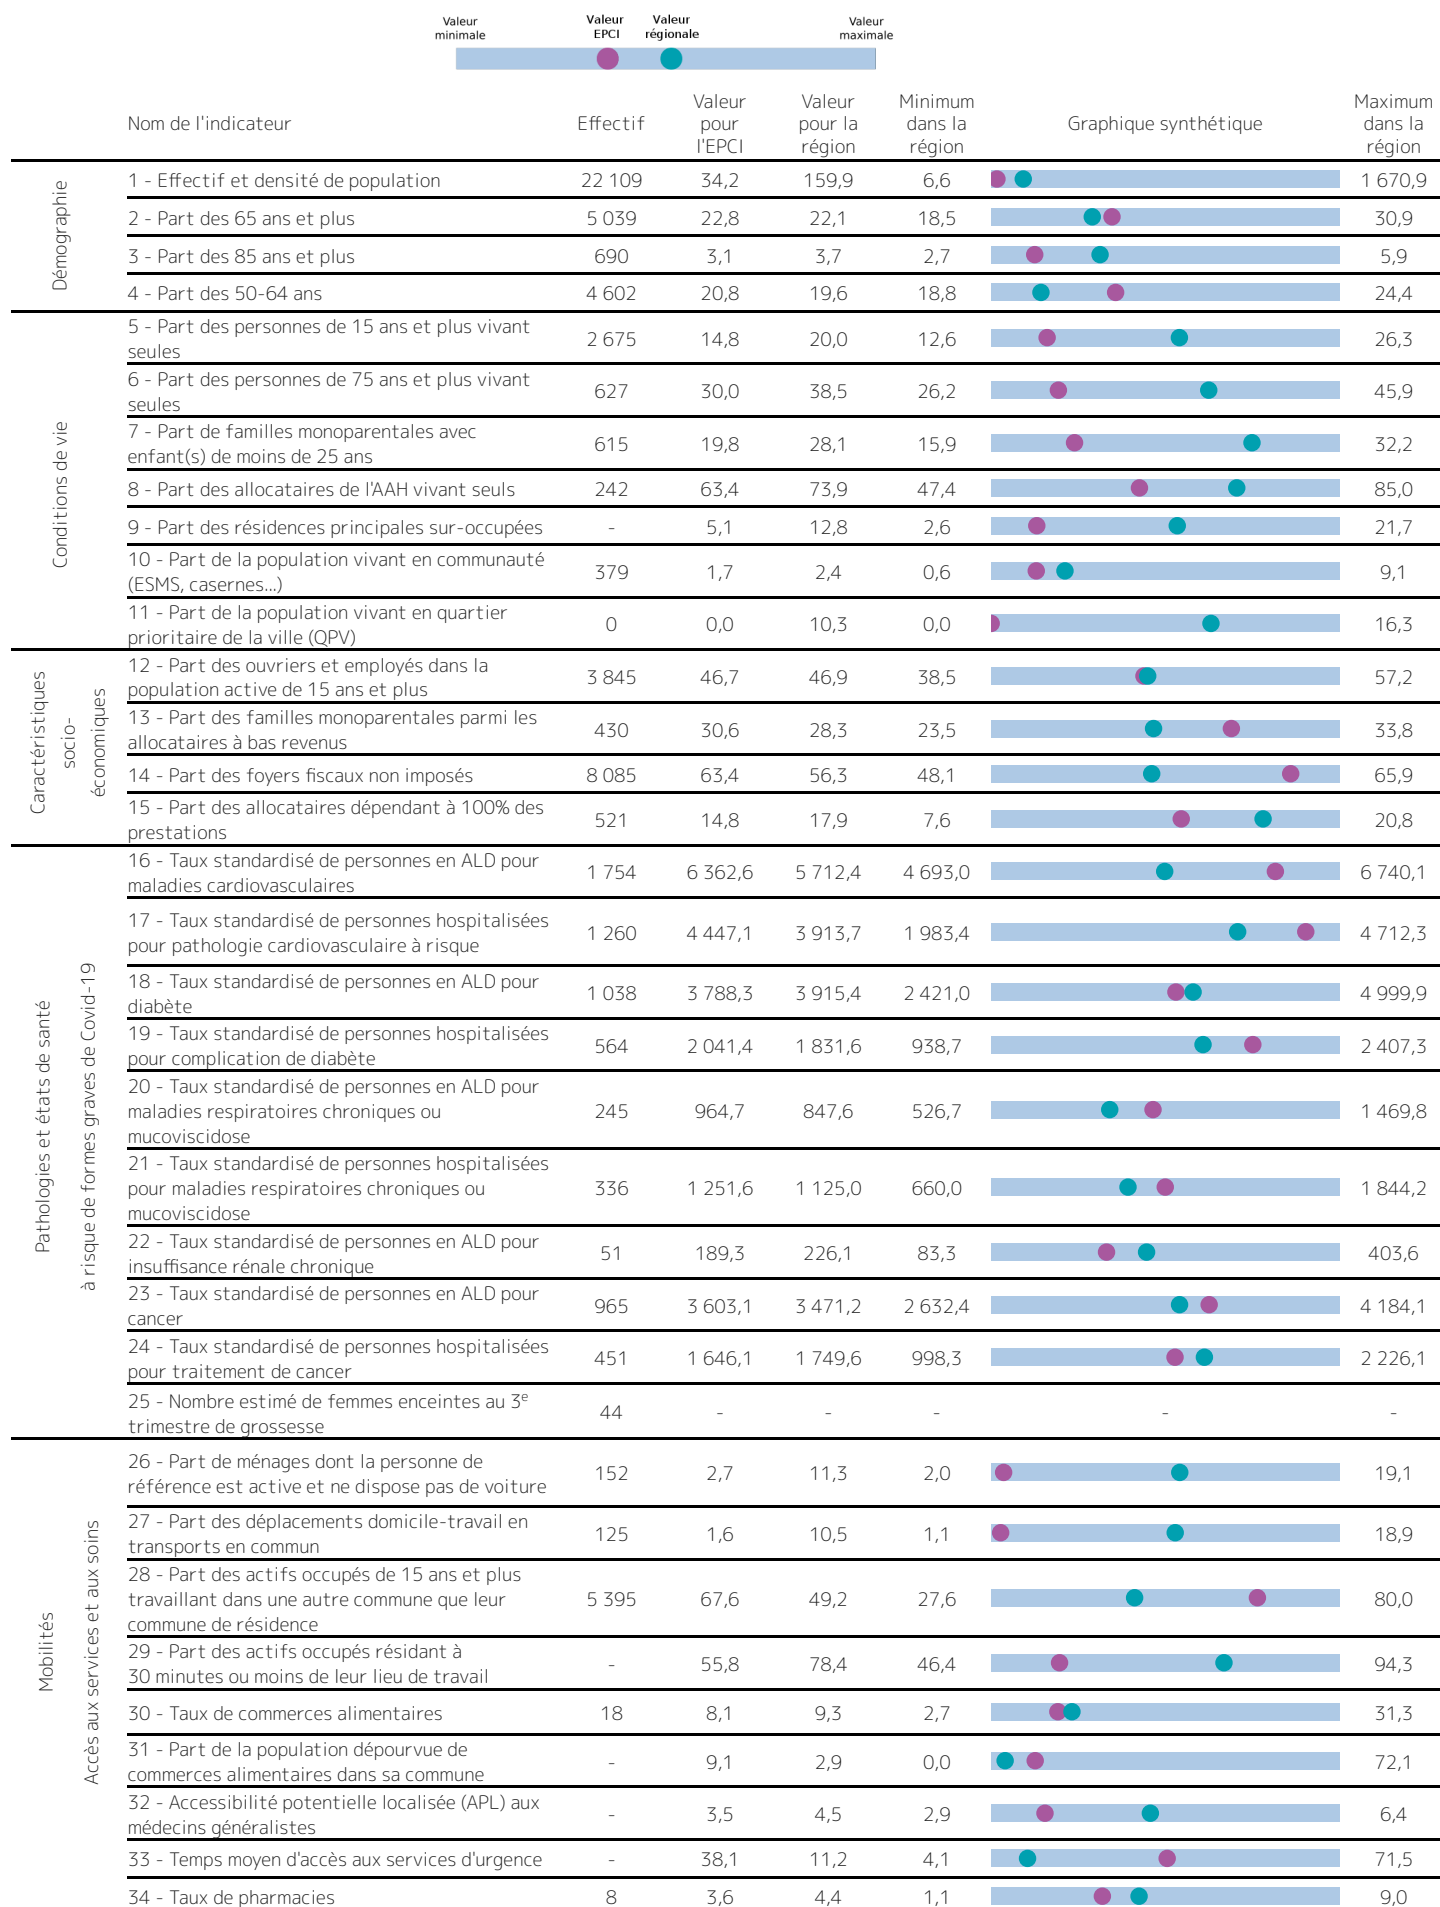 Valeur minimale
Valeur EPCI
Valeur régionale
Valeur maximale
Nom de l'indicateur
Effectif
Valeur pour l'EPCI
Valeur pour la région
Minimum dans la région
Graphique synthétique
Maximum dans la région
Démographie
1 - Effectif et densité de population 22 109 34,2 159,9 6,6 1 670,9
2 - Part des 65 ans et plus 5 039 22,8 22,1 18,5 30,9
3 - Part des 85 ans et plus 690 3,1 3,7 2,7 5,9
4 - Part des 50-64 ans 4 602 20,8 19,6 18,8 24,4
Conditions de vie
5 - Part des personnes de 15 ans et plus vivant
seules 2 675 14,8 20,0 12,6 26,3
6 - Part des personnes de 75 ans et plus vivant
seules 627 30,0 38,5 26,2 45,9
7 - Part de familles monoparentales avec
enfant(s) de moins de 25 ans 615 19,8 28,1 15,9 32,2
8 - Part des allocataires de l'AAH vivant seuls 242 63,4 73,9 47,4 85,0
9 - Part des résidences principales sur-occupées - 5,1 12,8 2,6 21,7
10 - Part de la population vivant en communauté
(ESMS, casernes...) 379 1,7 2,4 0,6 9,1
11 - Part de la population vivant en quartier
prioritaire de la ville (QPV) 0 0,0 10,3 0,0 16,3
Caractéristiques
socio-
économiques
12 - Part des ouvriers et employés dans la
population active de 15 ans et plus 3 845 46,7 46,9 38,5 57,2
13 - Part des familles monoparentales parmi les
allocataires à bas revenus 430 30,6 28,3 23,5 33,8
14 - Part des foyers fiscaux non imposés 8 085 63,4 56,3 48,1 65,9
15 - Part des allocataires dépendant à 100% des
prestations 521 14,8 17,9 7,6 20,8
Pathologies et états de santé
à risque de formes graves de Covid-19
16 - Taux standardisé de personnes en ALD pour
maladies cardiovasculaires 1 754 6 362,6 5 712,4 4 693,0 6 740,1
17 - Taux standardisé de personnes hospitalisées
pour pathologie cardiovasculaire à risque 1 260 4 447,1 3 913,7 1 983,4 4 712,3
18 - Taux standardisé de personnes en ALD pour
diabète 1 038 3 788,3 3 915,4 2 421,0 4 999,9
19 - Taux standardisé de personnes hospitalisées
pour complication de diabète 564 2 041,4 1 831,6 938,7 2 407,3
20 - Taux standardisé de personnes en ALD pour
maladies respiratoires chroniques ou
mucoviscidose 245 964,7 847,6 526,7 1 469,8
21 - Taux standardisé de personnes hospitalisées
pour maladies respiratoires chroniques ou
mucoviscidose 336 1 251,6 1 125,0 660,0 1 844,2
22 - Taux standardisé de personnes en ALD pour
insuffisance rénale chronique 51 189,3 226,1 83,3 403,6
23 - Taux standardisé de personnes en ALD pour
cancer 965 3 603,1 3 471,2 2 632,4 4 184,1
24 - Taux standardisé de personnes hospitalisées
pour traitement de cancer 451 1 646,1 1 749,6 998,3 2 226,1
25 - Nombre estimé de femmes enceintes au 3e
trimestre de grossesse 44 - - - - -
Mobilités
Accès aux services et aux soins
26 - Part de ménages dont la personne de
référence est active et ne dispose pas de voiture 152 2,7 11,3 2,0 19,1
27 - Part des déplacements domicile-travail en
transports en commun 125 1,6 10,5 1,1 18,9
28 - Part des actifs occupés de 15 ans et plus
travaillant dans une autre commune que leur
commune de résidence 5 395 67,6 49,2 27,6 80,0
29 - Part des actifs occupés résidant à
30 minutes ou moins de leur lieu de travail - 55,8 78,4 46,4 94,3
30 - Taux de commerces alimentaires 18 8,1 9,3 2,7 31,3
31 - Part de la population dépourvue de
commerces alimentaires dans sa commune - 9,1 2,9 0,0 72,1
32 - Accessibilité potentielle localisée (APL) aux
médecins généralistes - 3,5 4,5 2,9 6,4
33 - Temps moyen d'accès aux services d'urgence - 38,1 11,2 4,1 71,5
34 - Taux de pharmacies 8 3,6 4,4 1,1 9,0